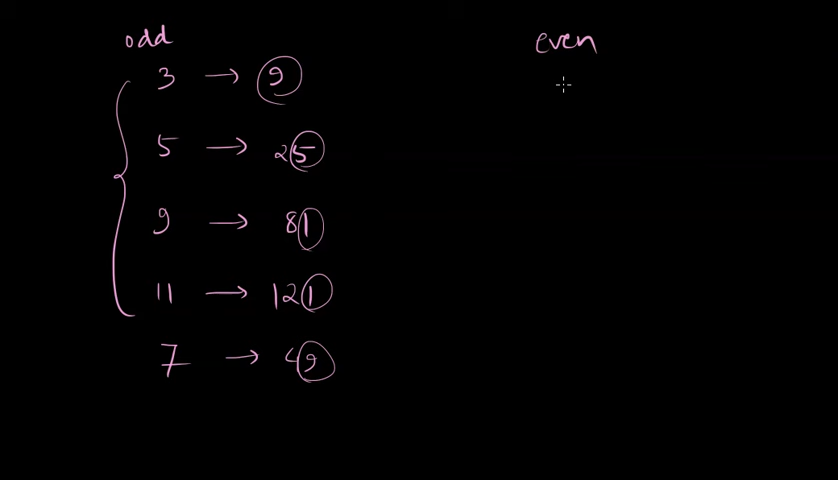 odd even
3 → 9
5 → 25
9 → 81
11 → 121
7 → 49